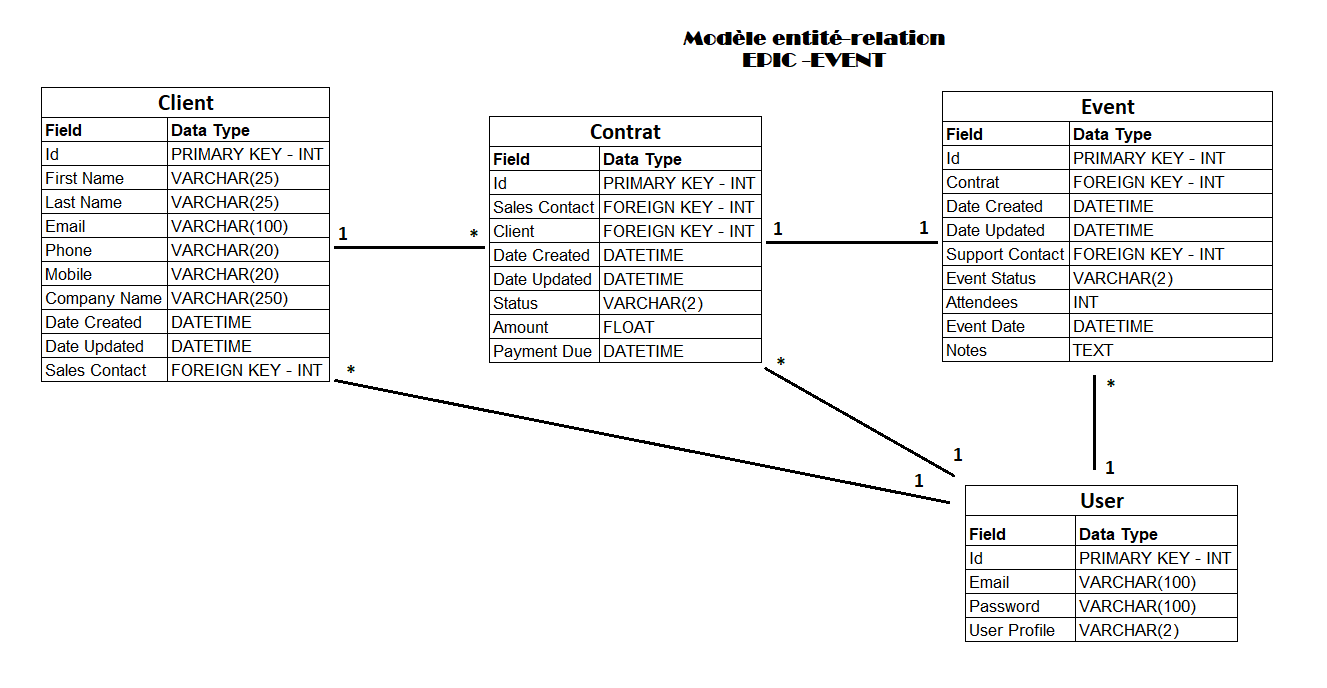 Modèle entité-relation
EPIC -EVENT
Client
Field Data Type
Id PRIMARY KEY - INT
First Name VARCHAR(25)
Last Name VARCHAR(25)
Email VARCHAR(100)
Phone VARCHAR(20)
Mobile VARCHAR(20)
Company Name VARCHAR(250)
Date Created DATETIME
Date Updated DATETIME
Sales Contact FOREIGN KEY - INT
1 *
Contrat
Field Data Type
Id PRIMARY KEY - INT
Sales Contact FOREIGN KEY - INT
Client FOREIGN KEY - INT
Date Created DATETIME
Date Updated DATETIME
Status VARCHAR(2)
Amount FLOAT
Payment Due DATETIME
1 1
Event
Field Data Type
Id PRIMARY KEY - INT
Contrat FOREIGN KEY - INT
Date Created DATETIME
Date Updated DATETIME
Support Contact FOREIGN KEY - INT
Event Status VARCHAR(2)
Attendees INT
Event Date DATETIME
Notes TEXT
* 1
* 1
* 1
User
Field Data Type
Id PRIMARY KEY - INT
Email VARCHAR(100)
Password VARCHAR(100)
User Profile VARCHAR(2)